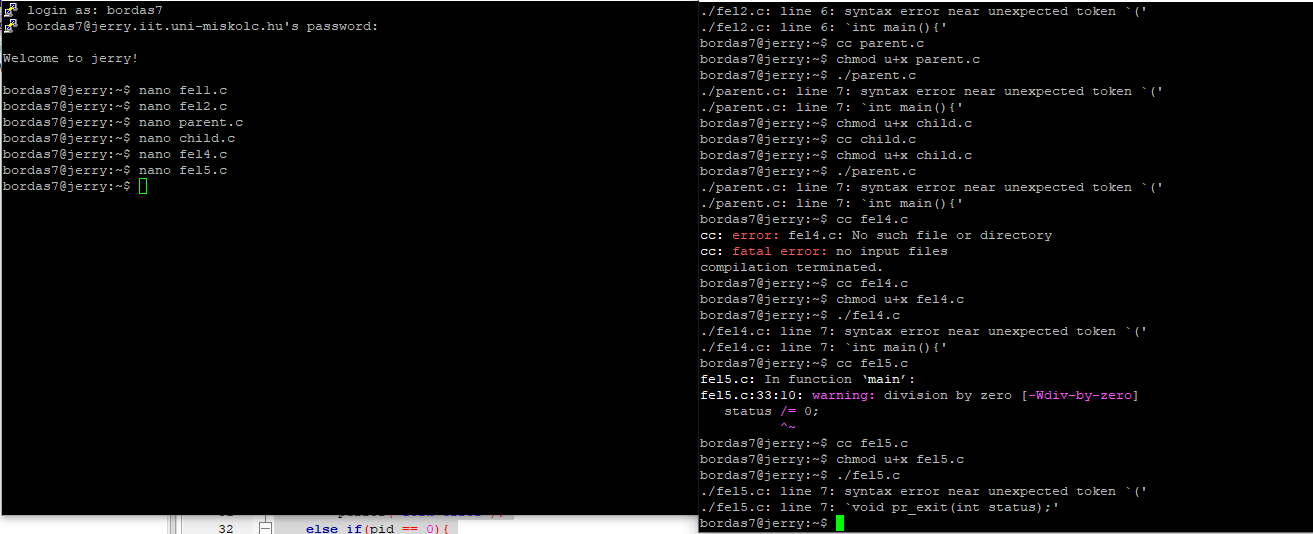 login as: bordas7
bordas7@jerry.iit.uni-miskolc.hu's password:
Welcome to jerry!
bordas7@jerry:~$ nano fel1.c
bordas7@jerry:~$ nano fel2.c
bordas7@jerry:~$ nano parent.c
bordas7@jerry:~$ nano child.c
bordas7@jerry:~$ nano fel4.c
bordas7@jerry:~$ nano fel5.c
bordas7@jerry:~$
./fel2.c: line 6: syntax error near unexpected token `('
./fel2.c: line 6: `int main(){'
bordas7@jerry:~$ cc parent.c
bordas7@jerry:~$ chmod u+x parent.c
bordas7@jerry:~$ ./parent.c
./parent.c: line 7: syntax error near unexpected token `('
./parent.c: line 7: `int main(){'
bordas7@jerry:~$ chmod u+x child.c
bordas7@jerry:~$ cc child.c
bordas7@jerry:~$ chmod u+x child.c
bordas7@jerry:~$ ./parent.c
./parent.c: line 7: syntax error near unexpected token `('
./parent.c: line 7: `int main(){'
bordas7@jerry:~$ cc fel4.c
cc: error: fel4.c: No such file or directory
cc: fatal error: no input files
compilation terminated.
bordas7@jerry:~$ cc fel4.c
bordas7@jerry:~$ chmod u+x fel4.c
bordas7@jerry:~$ ./fel4.c
./fel4.c: line 7: syntax error near unexpected token `('
./fel4.c: line 7: `int main(){'
bordas7@jerry:~$ cc fel5.c
fel5.c: In function ‘main’:
fel5.c:33:10: warning: division by zero [-Wdiv-by-zero]
status /= 0;
^~
bordas7@jerry:~$ cc fel5.c
bordas7@jerry:~$ chmod u+x fel5.c
bordas7@jerry:~$ ./fel5.c
./fel5.c: line 7: syntax error near unexpected token `('
./fel5.c: line 7: `void pr_exit(int status);'
bordas7@jerry:~$
32 else if(pid == 0){